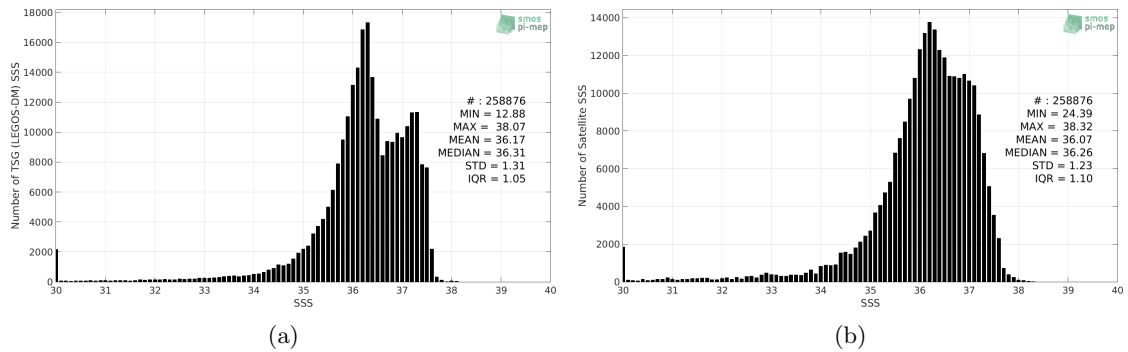 18000
16000
14000
12000
10000
8000
6000
4000
2000
0
30 31 32 33 34 35 36 37 38 39 40
SSS
Number of TSG (LEGOS-DM) SSS
smos
pi-mep
# : 258876
MIN = 12.88
MAX = 38.07
MEAN = 36.17
MEDIAN = 36.31
STD = 1.31
IQR = 1.05
(a)
14000
12000
10000
8000
6000
4000
2000
0
30 31 32 33 34 35 36 37 38 39 40
SSS
Number of Satellite SSS
smos
pi-mep
# : 258876
MIN = 24.39
MAX = 38.32
MEAN = 36.07
MEDIAN = 36.26
STD = 1.23
IQR = 1.10
(b)